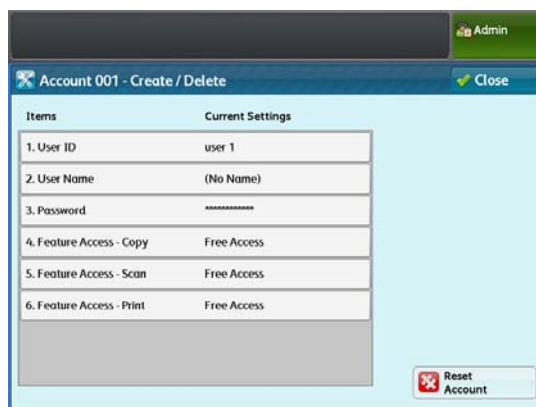 Admin
Account 001 - Create / Delete
Close
Items Current Settings
1. User ID user 1
2. User Name (No Name)
3. Password ************
4. Feature Access - Copy Free Access
5. Feature Access - Scan Free Access
6. Feature Access - Print Free Access
Reset
Account